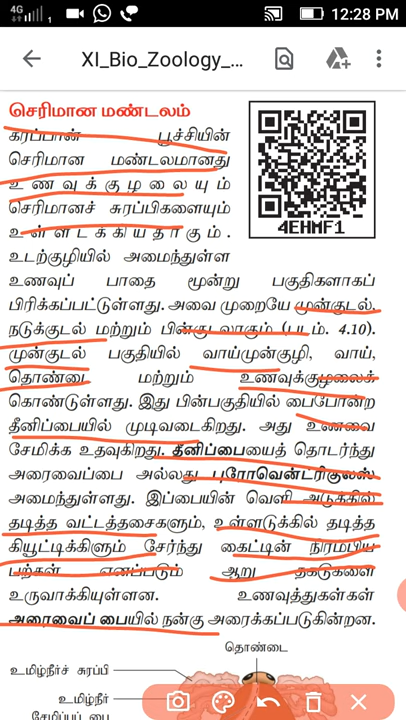 4G 1 12:28 PM
XI_Bio_Zoology_...
செரிமான மண்டலம்
கரப்பான் பூச்சியின்
செரிமான மண்டலமானது
உணவுக்குழலையும்
செரிமானச் சுரப்பிகளையும்
உள்ளடக்கியதாகும்.
4EHMF1
உடற்குழியில் அமைந்துள்ள
உணவுப் பாதை மூன்று பகுதிகளாகப்
பிரிக்கப்பட்டுள்ளது. அவை முறையே முன்குடல்,
நடுக்குடல் மற்றும் பின்குடலாகும் (படம். 4.10).
முன்குடல் பகுதியில் வாய்முன்குழி, வாய்,
தொண்டை மற்றும் உணவுக்குழலைக்
கொண்டுள்ளது. இது பின்பகுதியில் பைபோன்ற
தீனிப்பையில் முடிவடைகிறது. அது உணவை
சேமிக்க உதவுகிறது. தீனிப்பையைத் தொடர்ந்து
அரைவைப்பை அல்லது புரோவென்ட்ரிகுலஸ்
அமைந்துள்ளது. இப்பையின் வெளி அடுக்கில்
தடித்த வட்டத்தசைகளும், உள்ளடுக்கில் தடித்த
கியூட்டிக்கிளும் சேர்ந்து கைட்டின் நிரம்பிய
பற்கள் எனப்படும் ஆறு தகடுகளை
உருவாக்கியுள்ளன. உணவுத்துகள்கள்
அரைவைப் பையில் நன்கு அரைக்கப்படுகின்றன.
தொண்டை
உமிழ்நீர்ச் சுரப்பி
உமிழ்நீர்
சேமிப்புப் பை